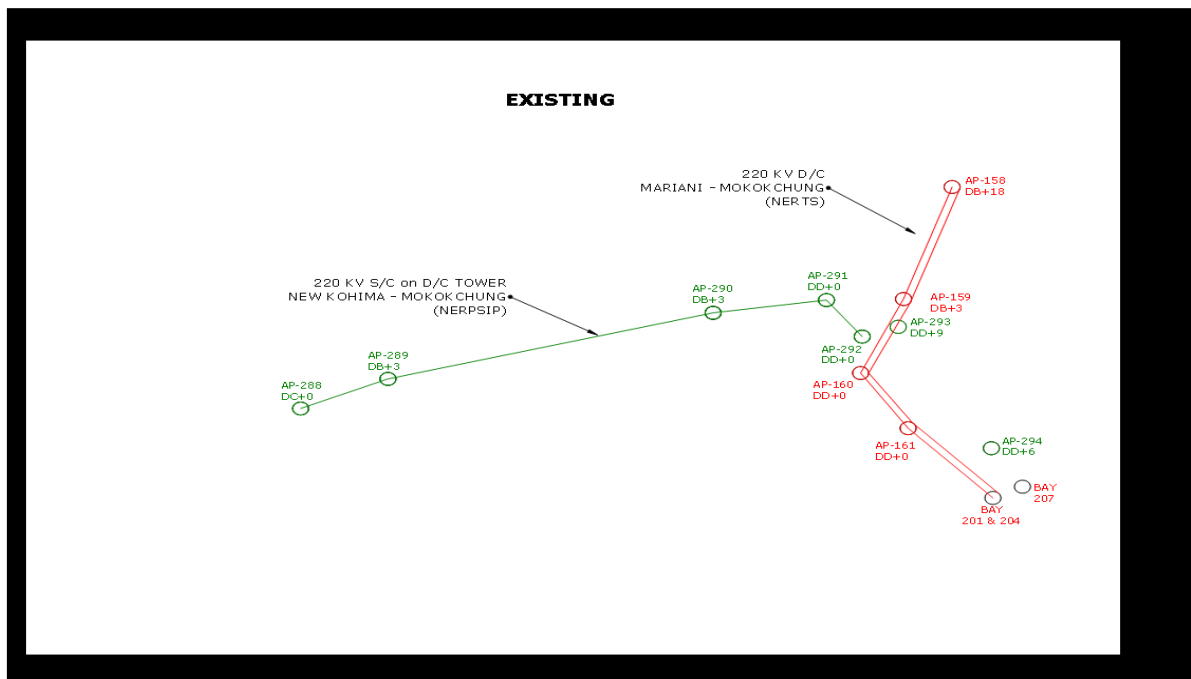 EXISTING
220 KV D/C
MARIANI - MOKOKCHUNG
(NERTS)
AP-158
DB+18
220 KV S/C on D/C TOWER
NEW KOHIMA - MOKOKCHUNG
(NERPSIP)
AP-291
DD+0
AP-290
DB+3
AP-159
DB+3
AP-293
DD+9
AP-292
DD+0
AP-289
DB+3
AP-288
DC+0
AP-160
DD+0
AP-161
DD+0
AP-294
DD+6
BAY
207
BAY
201 & 204